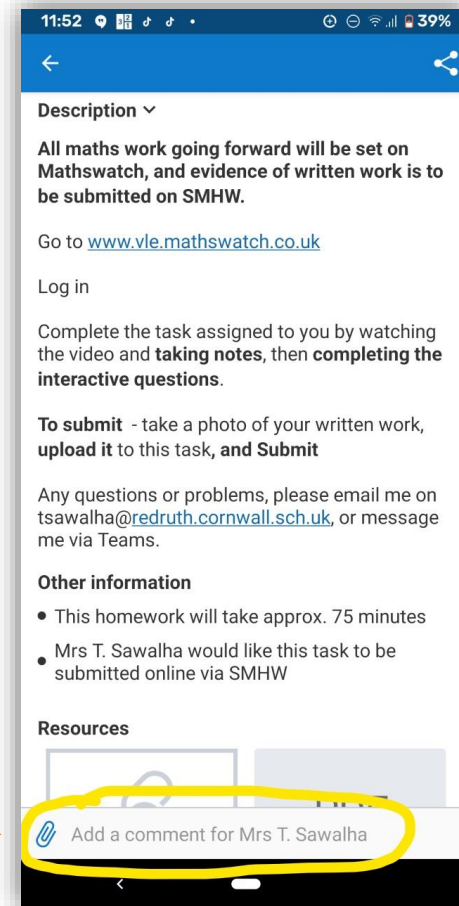 11:52 39%
Description
All maths work going forward will be set on
Mathswatch, and evidence of written work is to
be submitted on SMHW.
Go to www.vle.mathswatch.co.uk
Log in
Complete the task assigned to you by watching
the video and taking notes, then completing the
interactive questions.
To submit - take a photo of your written work,
upload it to this task, and Submit
Any questions or problems, please email me on
tsawalha@redruth.cornwall.sch.uk, or message
me via Teams.
Other information
• This homework will take approx. 75 minutes
• Mrs T. Sawalha would like this task to be
submitted online via SMHW
Resources
Add a comment for Mrs T. Sawalha